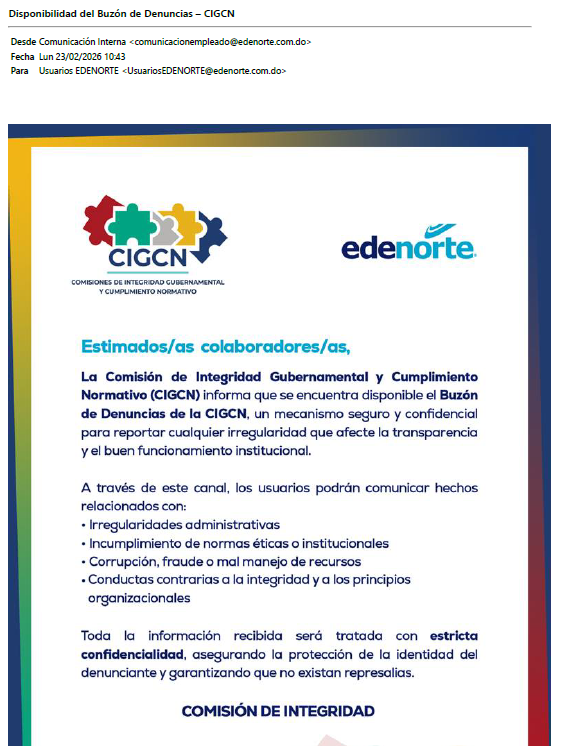 Disponibilidad del Buzón de Denuncias – CIGCN
Desde Comunicación Interna <comunicacionempleado@edenorte.com.do>
Fecha Lun 23/02/2026 10:43
Para Usuarios EDENORTE <UsuariosEDENORTE@edenorte.com.do>
CIGCN
COMISIONES DE INTEGRIDAD GUBERNAMENTAL
Y CUMPLIMIENTO NORMATIVO
edenorte
Estimados/as colaboradores/as,
La Comisión de Integridad Gubernamental y Cumplimiento
Normativo (CIGCN) informa que se encuentra disponible el Buzón
de Denuncias de la CIGCN, un mecanismo seguro y confidencial
para reportar cualquier irregularidad que afecte la transparencia
y el buen funcionamiento institucional.
A través de este canal, los usuarios podrán comunicar hechos
relacionados con:
• Irregularidades administrativas
• Incumplimiento de normas éticas o institucionales
• Corrupción, fraude o mal manejo de recursos
• Conductas contrarias a la integridad y a los principios
organizacionales
Toda la información recibida será tratada con estricta
confidencialidad, asegurando la protección de la identidad del
denunciante y garantizando que no existan represalias.
COMISIÓN DE INTEGRIDAD